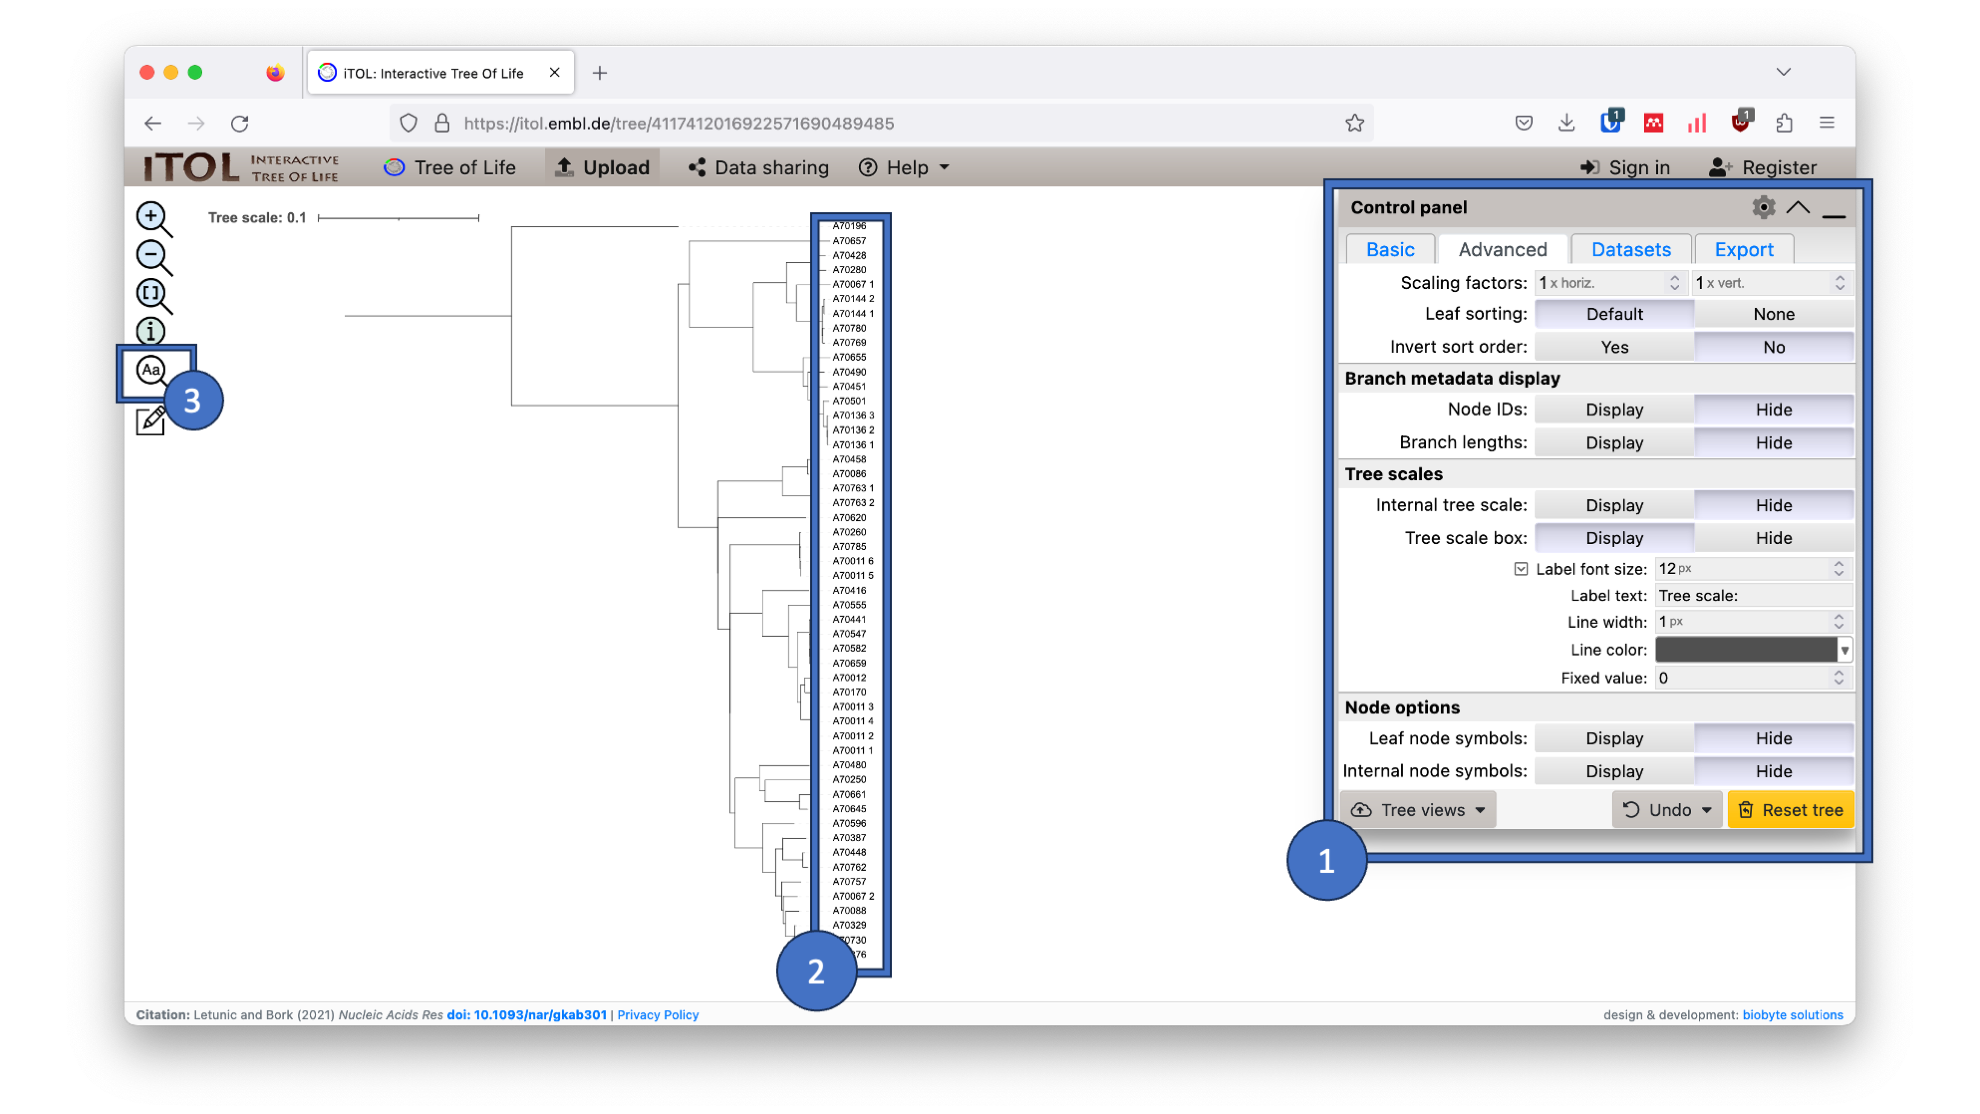 iTOL: Interactive Tree Of Life
https://itol.embl.de/tree/4117412016922571690489485
1
1
iTOL INTERACTIVE TREE OF LIFE
Tree of Life
Upload
Data sharing
Help
Sign in
Register
Tree scale: 0.1
A70196
A70657
A70428
A70280
A70067 1
A70144 2
A70144 1
A70780
A70769
A70655
A70490
A70451
A70501
A70136 3
A70136 2
A70136 1
A70458
A70086
A70763 1
A70763 2
A70620
A70260
A70785
A70011 6
A70011 5
A70416
A70555
A70441
A70547
A70582
A70659
A70012
A70170
A70011 3
A70011 4
A70011 2
A70011 1
A70480
A70250
A70661
A70645
A70596
A70387
A70448
A70762
A70757
A70067 2
A70088
A70329
70730
76
Aa
3
2
Control panel
Basic Advanced Datasets Export
Scaling factors: 1 x horiz. 1 x vert.
Leaf sorting: Default None
Invert sort order: Yes No
Branch metadata display
Node IDs: Display Hide
Branch lengths: Display Hide
Tree scales
Internal tree scale: Display Hide
Tree scale box: Display Hide
Label font size: 12 px
Label text: Tree scale:
Line width: 1 px
Line color:
Fixed value: 0
Node options
Leaf node symbols: Display Hide
Internal node symbols: Display Hide
Tree views Undo Reset tree
1
Citation: Letunic and Bork (2021) Nucleic Acids Res doi: 10.1093/nar/gkab301 | Privacy Policy
design & development: biobyte solutions